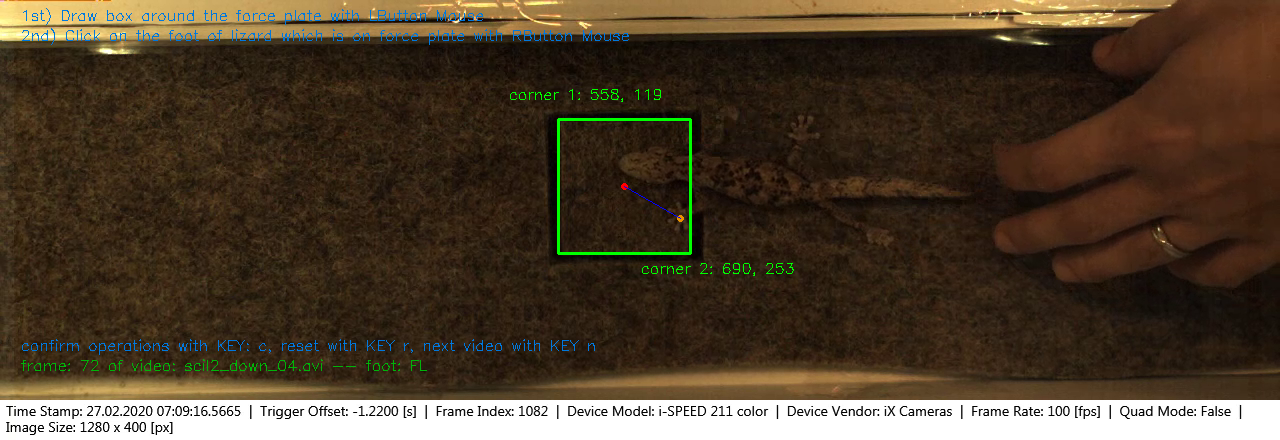 1st) Draw box around the force plate with LButton Mouse
2nd) Click on the foot of lizard which is on force plate with RButton Mouse
corner 1: 558, 119
corner 2: 690, 253
confirm operations with KEY: c, reset with KEY r, next video with KEY n
frame: 72 of video: scil2_down_04.avi -- foot: FL
Time Stamp: 27.02.2020 07:09:16.5665 | Trigger Offset: -1.2200 [s] | Frame Index: 1082 | Device Model: i-SPEED 211 color | Device Vendor: iX Cameras | Frame Rate: 100 [fps] | Quad Mode: False |
Image Size: 1280 x 400 [px]